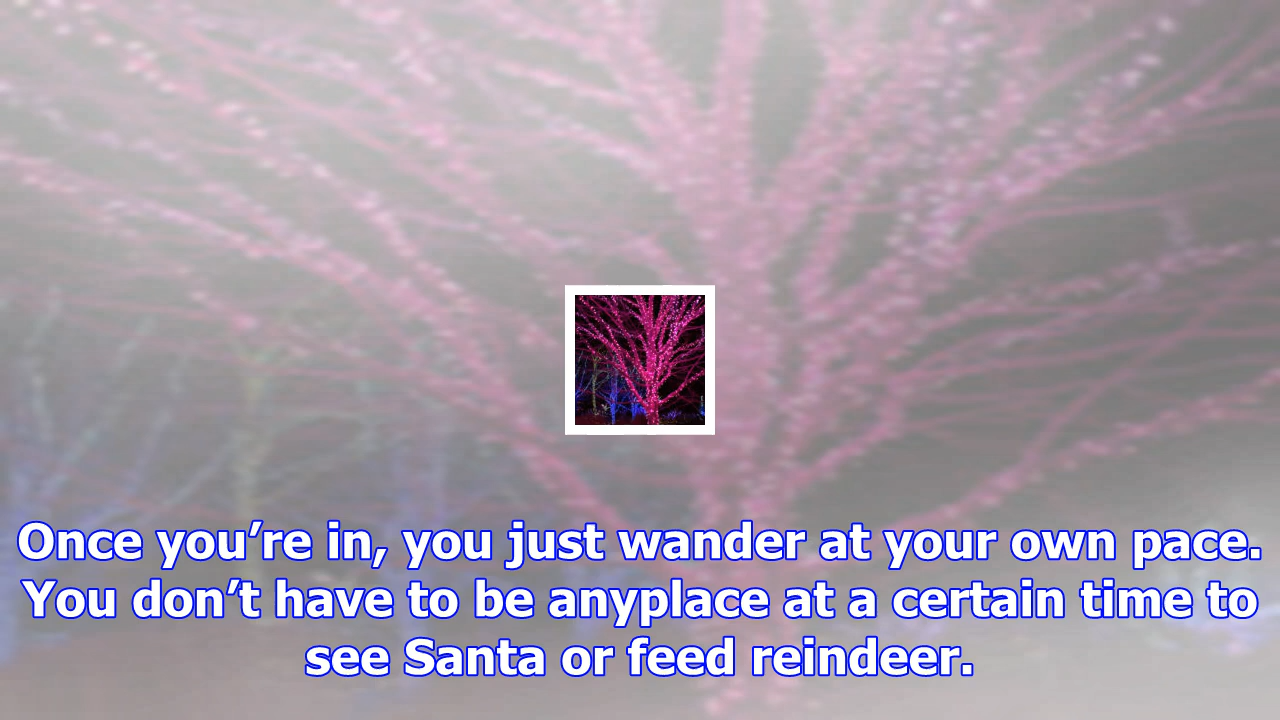 Once you’re in, you just wander at your own pace.
You don’t have to be anyplace at a certain time to
see Santa or feed reindeer.